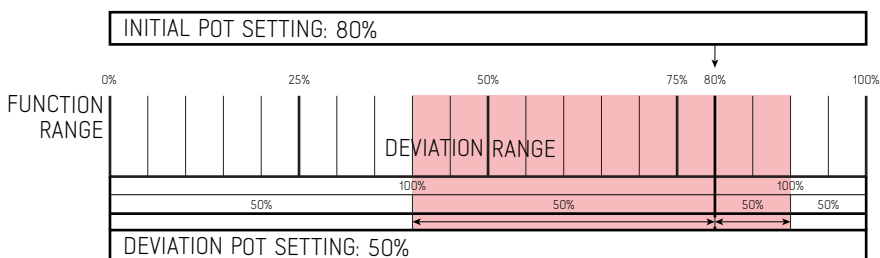 INITIAL POT SETTING: 80%
0% 25% 50% 75% 80% 100%
FUNCTION
RANGE
DEVIATION RANGE
100% 100%
50% 50% 50% 50%
DEVIATION POT SETTING: 50%